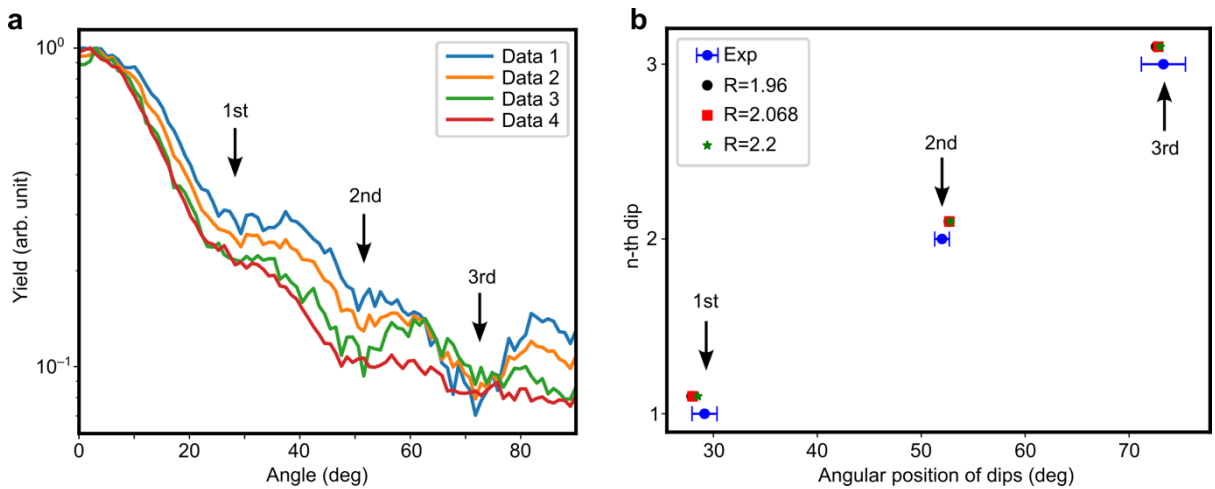 a
10⁰
10⁻¹
Yield (arb. unit)
Data 1
Data 2
Data 3
Data 4
1st
2nd
3rd
0
20
40
60
80
Angle (deg)
b
3
2
1
n-th dip
Exp
R=1.96
R=2.068
R=2.2
2nd
3rd
1st
30
40
50
60
70
Angular position of dips (deg)